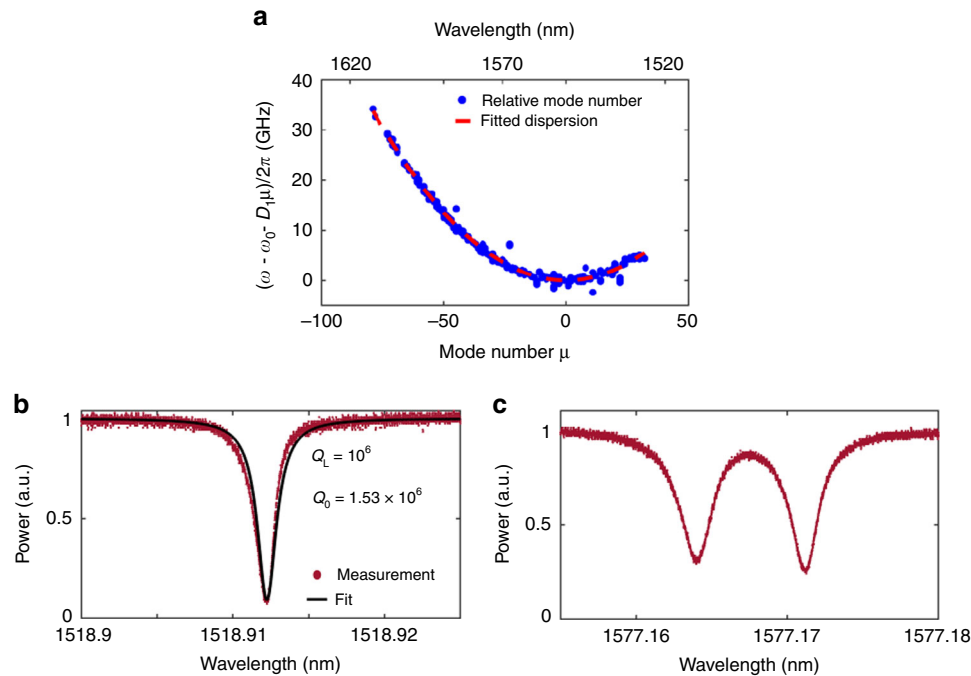 a
Wavelength (nm)
1620 1570 1520
40
30
20
10
0
(ω - ω0- D1μ)/2π (GHz)
Relative mode number
Fitted dispersion
−100 −50 0 50
Mode number μ
b
1
0.5
0
Power (a.u.)
QL = 10^6
Q0 = 1.53 × 10^6
Measurement
Fit
1518.9 1518.91 1518.92
Wavelength (nm)
c
1
0.5
0
Power (a.u.)
1577.16 1577.17 1577.18
Wavelength (nm)